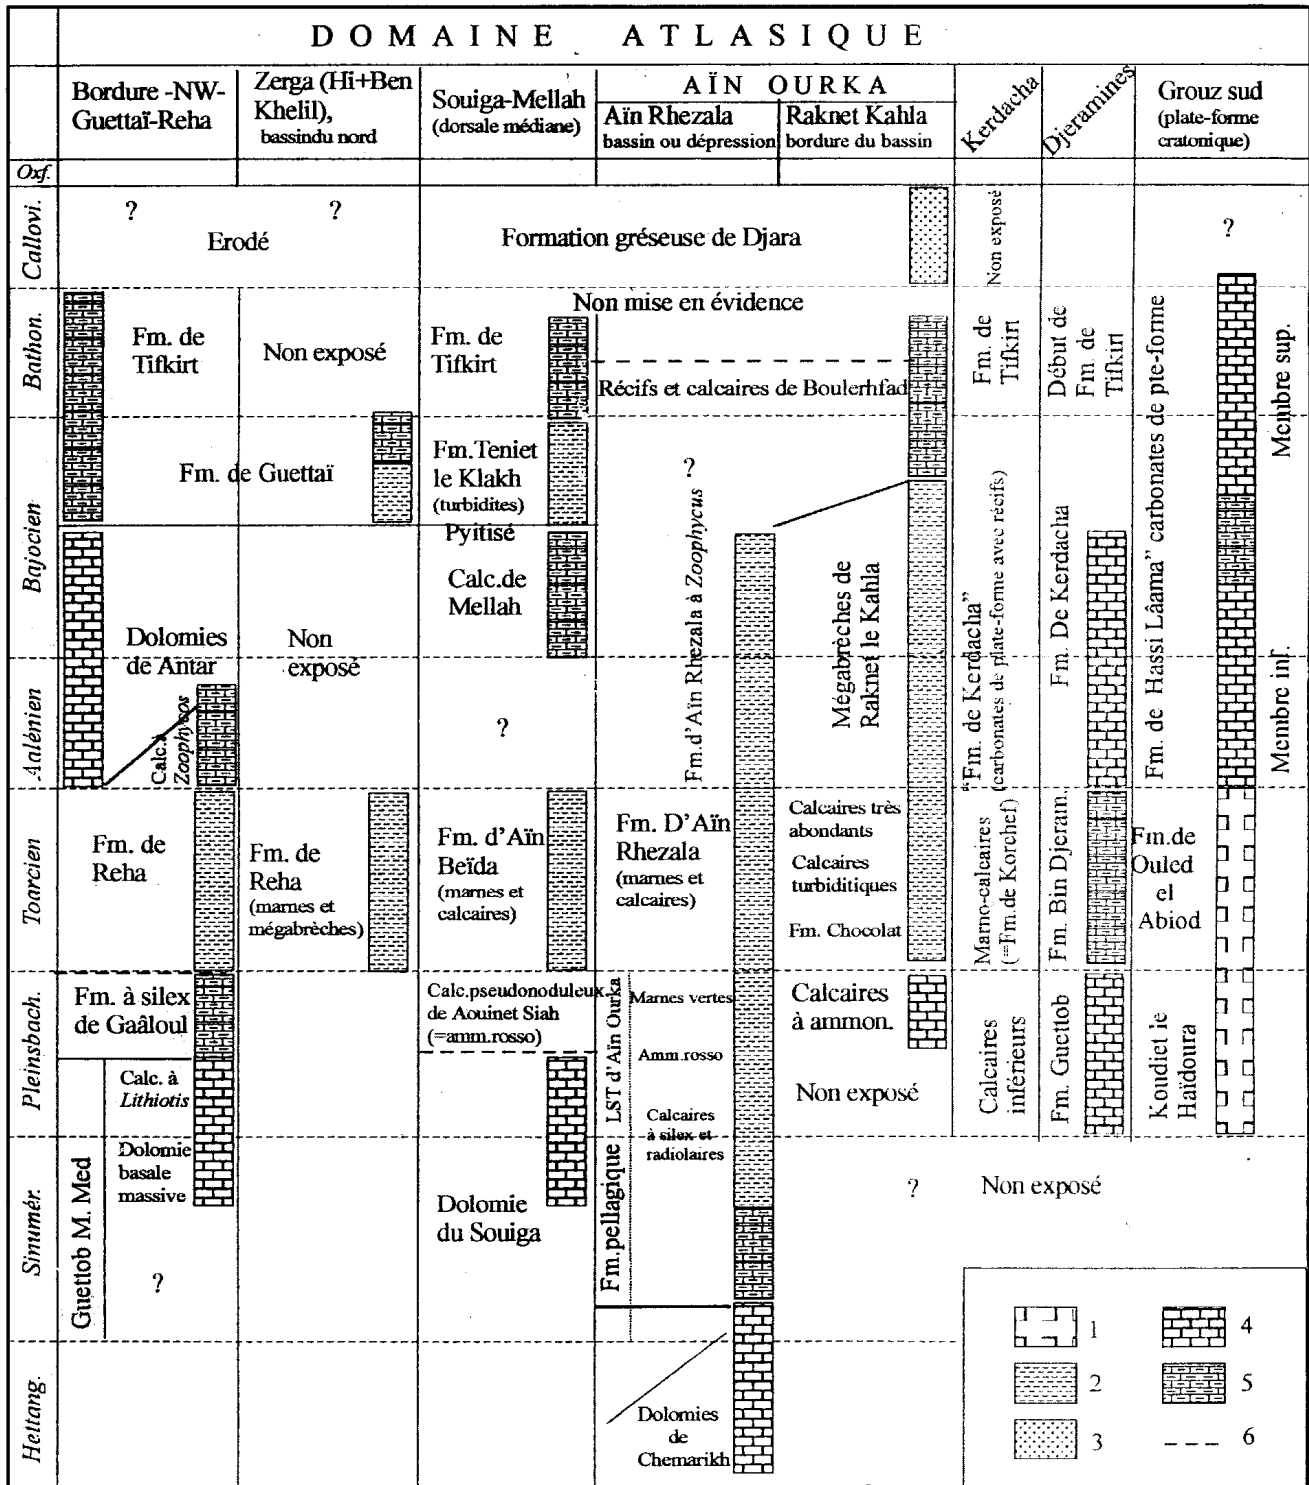 DOMAINE ATLASIQUE
Bordure -NW-
Guettaï-Reha
Zerga (Hi+Ben
Khelil),
bassindu nord
Souiga-Mellah
(dorsale médiane)
AÏN OURKA
Aïn Rhezala
bassin ou dépression
Raknet Kahla
bordure du bassin
Kerdacha
Djeramines
Grouz sud
(plate-forme
cratonique)
Oxf.
Callovi.
?
?
Erodé
Formation gréseuse de Djara
Non exposé
?
Bathon.
Fm. de
Tifkirt
Non exposé
Fm. de
Tifkirt
Non mise en évidence
Récifs et calcaires de Boulerhfad
Fm. de
Tifkirt
Début de
Fm. de
Tifkirt
Fm. de Hassi Lâama” carbonates de pte-forme
Membre sup.
Membre inf.
Bajocien
Fm. de Guettaï
Fm.Teniet
le Klakh
(turbidites)
Pyitisé
Calc.de
Mellah
?
Fm.d’Aïn Rhezala à Zoophycus
Mégabrèches de
Raknet le Kahla
“Fm. de Kerdacha”
(carbonates de plate-forme avec récifs)
Fm. De Kerdacha
Dolomies
de Antar
Non
exposé
Aalénien
Calc.à
Zoophycos
?
Toarcien
Fm. de
Reha
Fm. de
Reha
(marnes et
mégabrèches)
Fm. d’Aïn
Beïda
(marnes et
calcaires)
Fm. D’Aïn
Rhezala
(marnes et
calcaires)
Calcaires très
abondants
Calcaires
turbiditiques
Fm. Chocolat
Marno-calcaires
(=Fm.de Korchef)
Fm. Bin Djeram.
Fm.de
Ouled
el
Abiod
Pleinsbach.
Fm. à silex
de Gaâloul
Calc. à
Lithiotis
Calc.pseudonoduleux
de Aouinet Siah
(=amm.rosso)
Fm.pellagique LST d’Aïn Ourka
Marnes vertes
Amm.rosso
Calcaires
à silex et
radiolaires
Calcaires
à ammon.
Non exposé
Calcaires
inférieurs
Fm. Guettob
Koudiet le
Haïdoura
Sinumér.
Guettob M. Med
Dolomie
basale
massive
?
Dolomie
du Souiga
?
Non exposé
Hettang.
Dolomies
de
Chemarikh
1
2
3
4
5
6